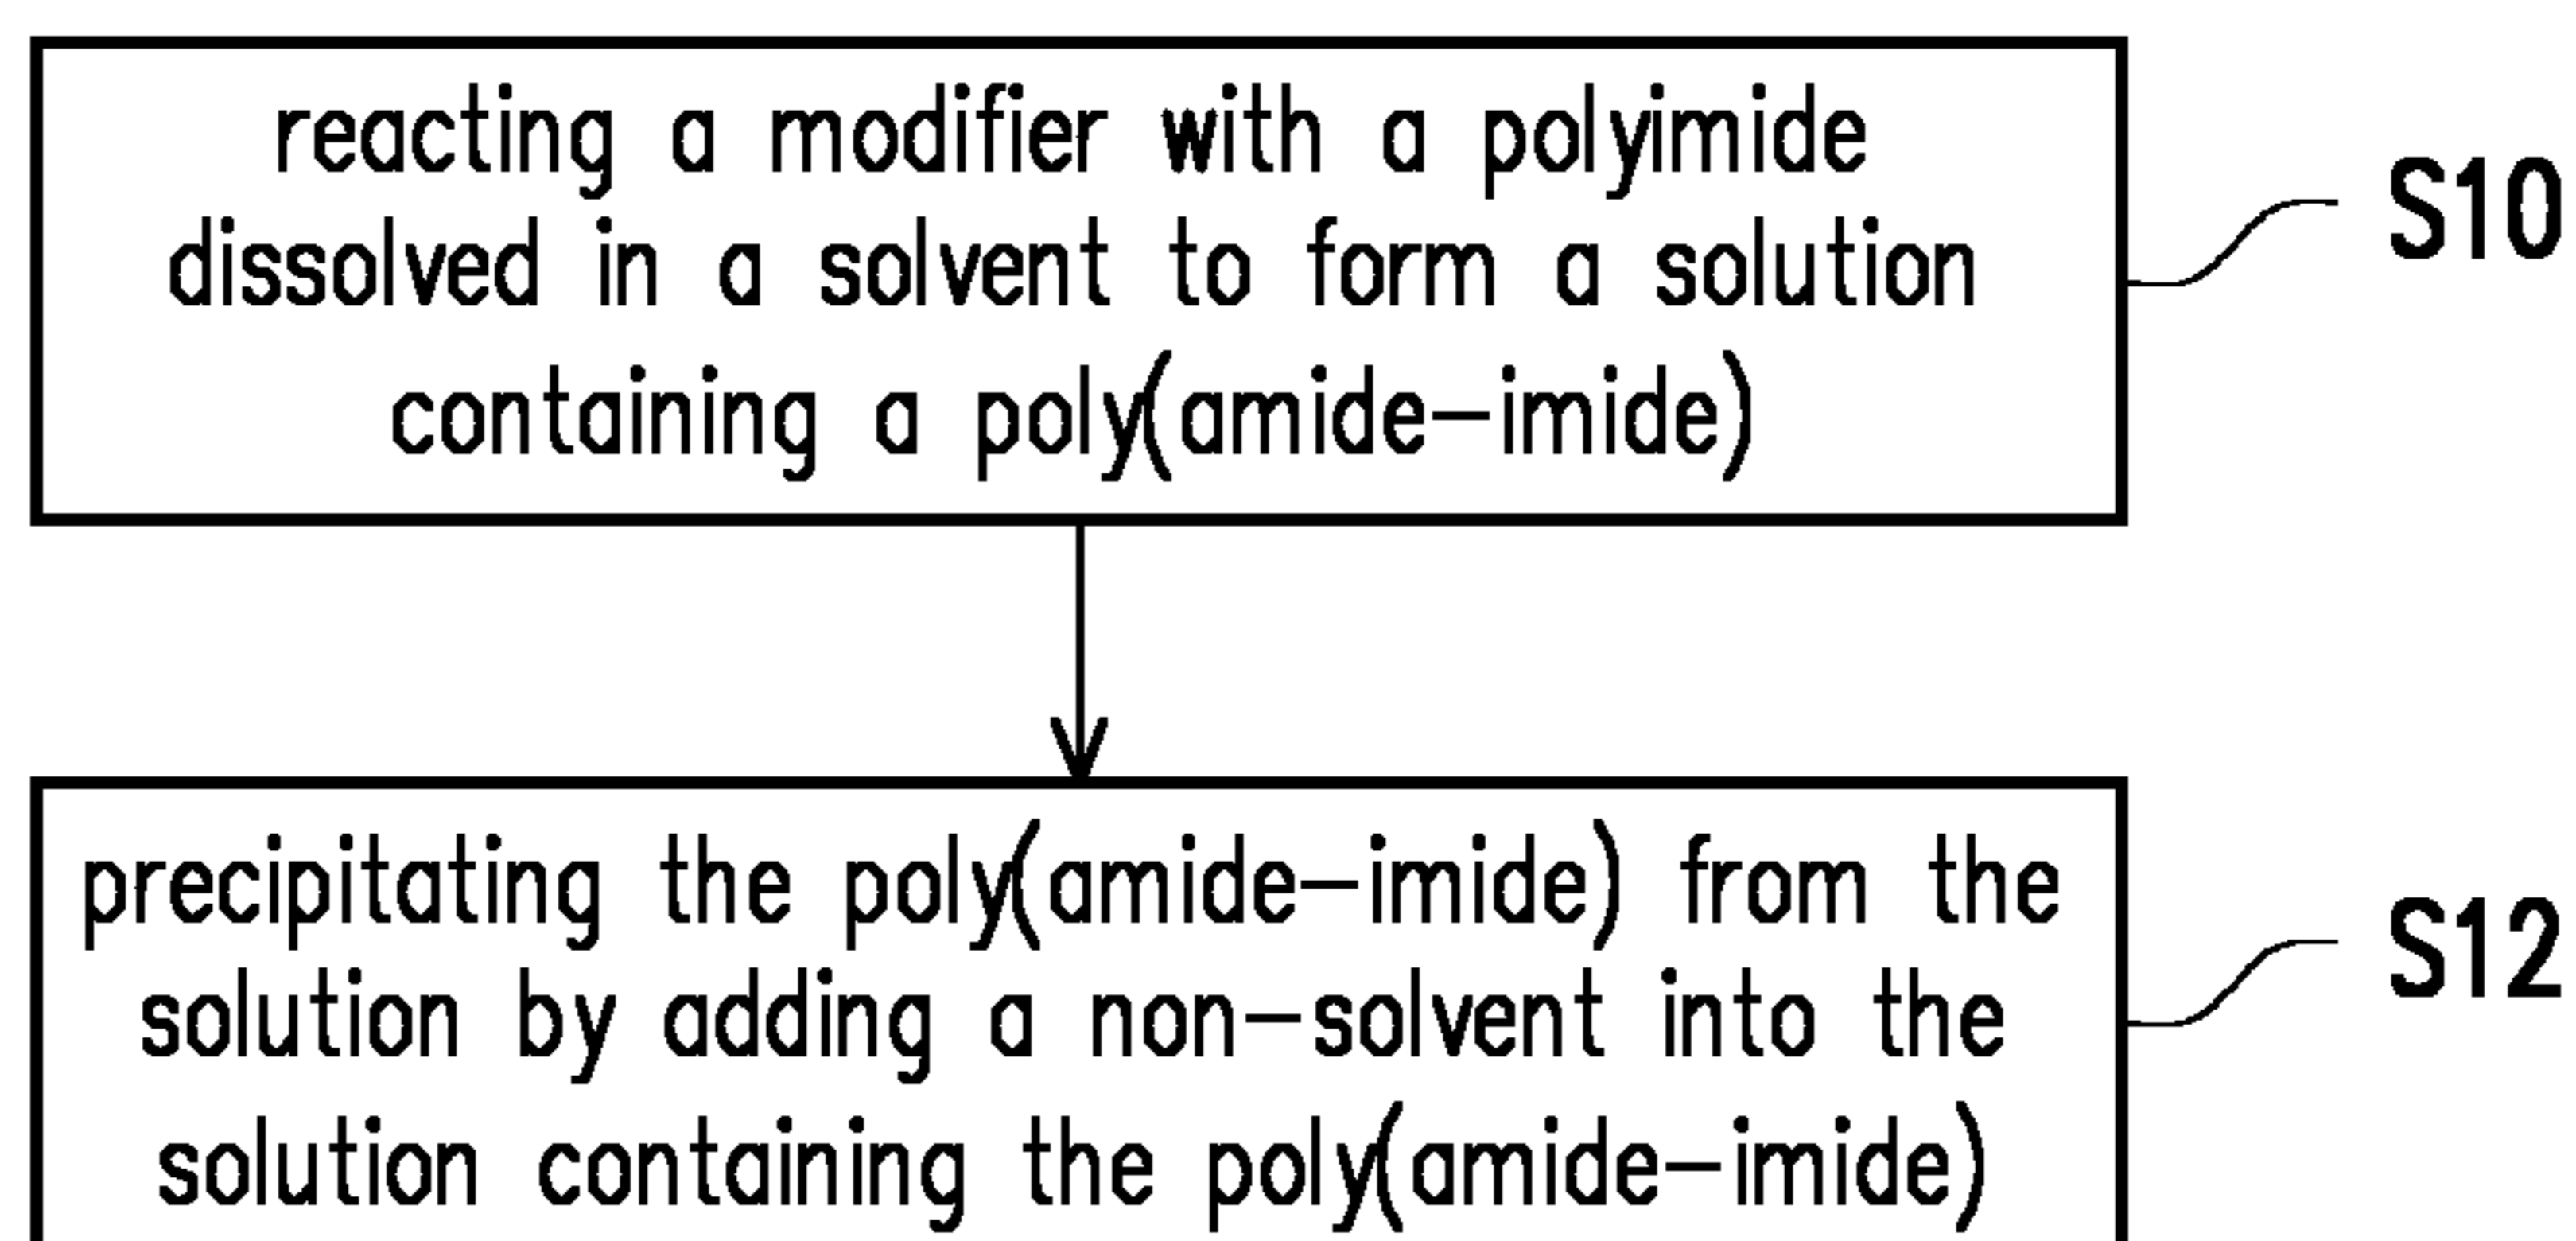 reacting a modifier with a polyimide
dissolved in a solvent to form a solution
containing a poly(amide-imide)
S10
precipitating the poly(amide-imide) from the
solution by adding a non-solvent into the
solution containing the poly(amide-imide)
S12